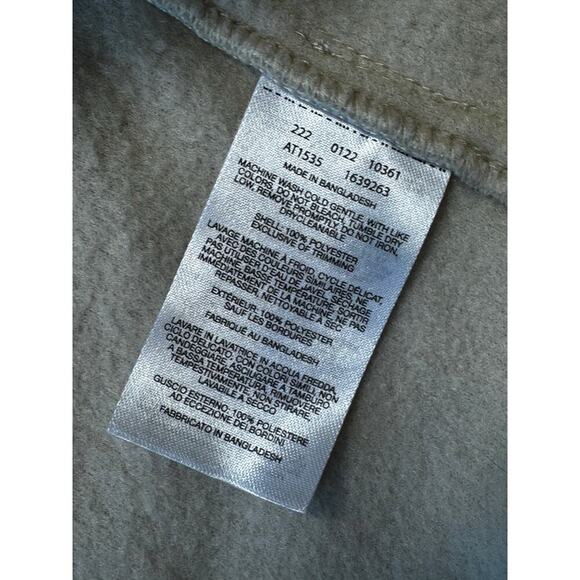 222 0122 10361
AT1535 1639263
MADE IN BANGLADESH
MACHINE WASH COLD GENTLE, WITH LIKE
COLORS, DO NOT BLEACH, TUMBLE DRY
LOW, REMOVE PROMPTLY, DO NOT IRON,
DRYCLEANABLE
SHELL: 100% POLYESTER
EXCLUSIVE OF TRIMMING
LAVAGE MACHINE À FROID, CYCLE DÉLICAT,
AVEC DES COULEURS SIMILAIRES, NE
PAS UTILISER D'EAU DE JAVEL, SÉCHAGE
MACHINE, BASSE TEMPÉRATURE, SORTIR
IMMÉDIATEMENT DE LA MACHINE, NE PAS
REPASSER, NETTOYABLE À SEC
EXTÉRIEUR: 100% POLYESTER
SAUF LES BORDURES
FABRIQUÉ AU BANGLADESH
LAVARE IN LAVATRICE IN ACQUA FREDDA,
CICLO DELICATO, CON COLORI SIMILI, NON
CANDEGGIARE, ASCIUGARE A TAMBURO
A BASSA TEMPERATURA, RIMUOVERE
TEMPESTIVAMENTE, NON STIRARE,
LAVABILE A SECCO
GUSCIO ESTERNO: 100% POLIESTERE
AD ECCEZIONE DEI BORDINI
FABBRICATO IN BANGLADESH